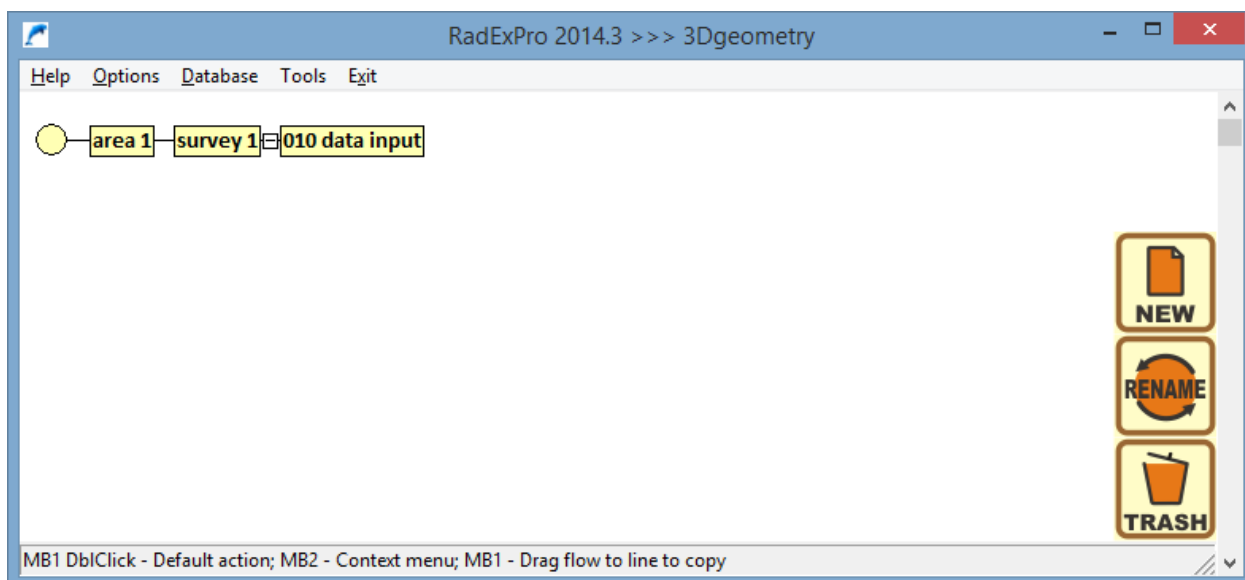 RadExPro 2014.3 >>> 3Dgeometry
Help Options Database Tools Exit
area 1 survey 1 010 data input
NEW
RENAME
TRASH
MB1 DblClick - Default action; MB2 - Context menu; MB1 - Drag flow to line to copy